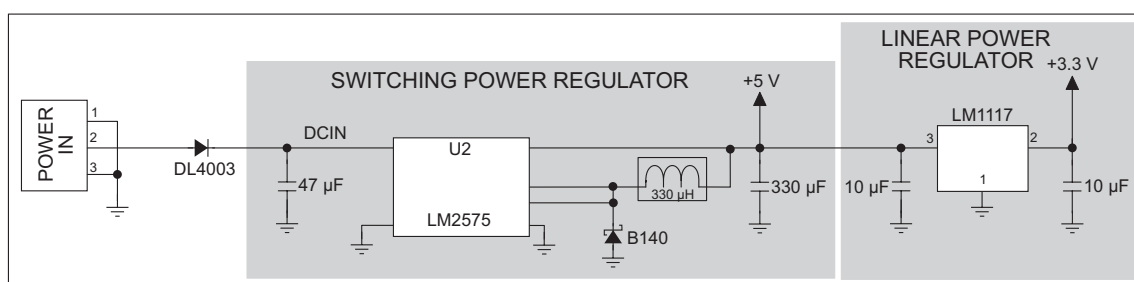 SWITCHING POWER REGULATOR
LINEAR POWER
REGULATOR
+5 V
+3.3 V
POWER
IN
1
2
3
DL4003
DCIN
47 µF
U2
LM2575
330 µH
B140
330 µF
10 µF
LM1117
3
2
1
10 µF